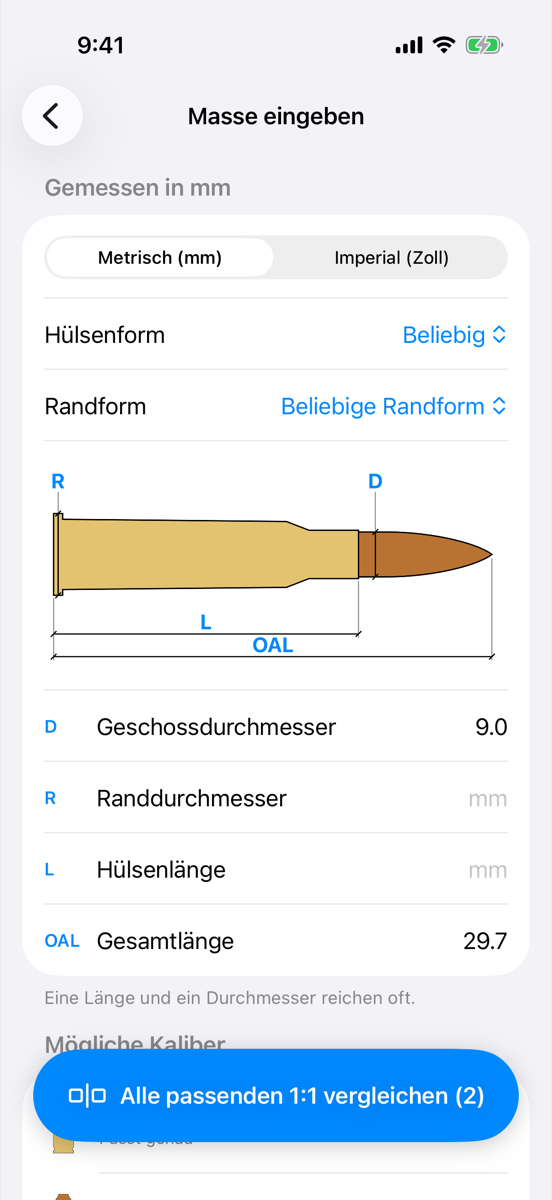 9:41
Masse eingeben
Gemessen in mm
Metrisch (mm) Imperial (Zoll)
Hülsenform Beliebig
Randform Beliebige Randform
R D
L
OAL
D Geschossdurchmesser 9.0
R Randdurchmesser mm
L Hülsenlänge mm
OAL Gesamtlänge 29.7
Eine Länge und ein Durchmesser reichen oft.
Mögliche Kaliber
Alle passenden 1:1 vergleichen (2)